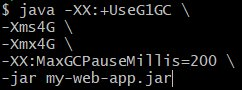 $ java -XX:+UseG1GC \
-Xms4G \
-Xmx4G \
-XX:MaxGCPauseMillis=200 \
-jar my-web-app.jar